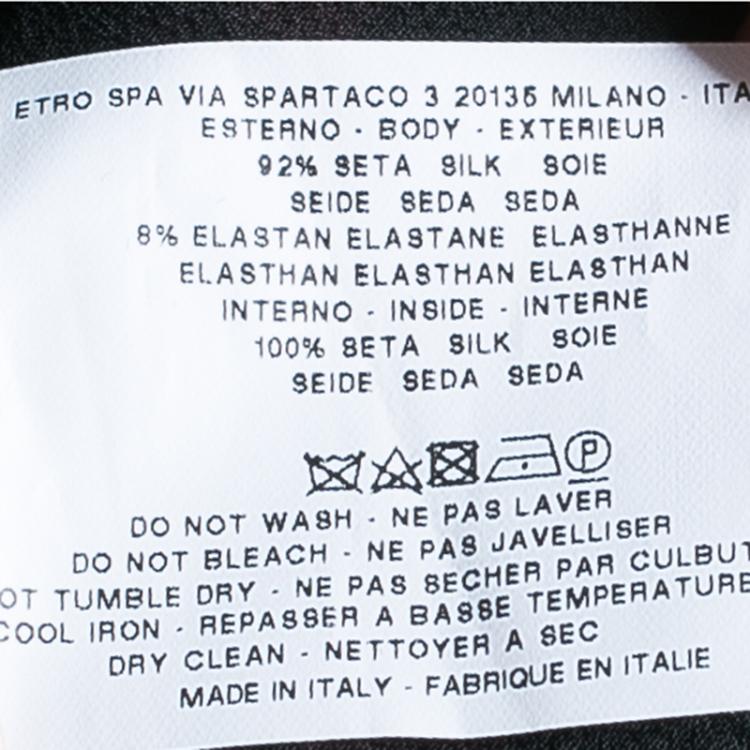 ETRO SPA VIA SPARTACO 3 20135 MILANO - ITA
ESTERNO - BODY - EXTERIEUR
92% SETA SILK SOIE
SEIDE SEDA SEDA
8% ELASTAN ELASTANE ELASTHANNE
ELASTHAN ELASTHAN ELASTHAN
INTERNO - INSIDE - INTERNE
100% SETA SILK SOIE
SEIDE SEDA SEDA
P
DO NOT WASH - NE PAS LAVER
DO NOT BLEACH - NE PAS JAVELLISER
OT TUMBLE DRY - NE PAS SECHER PAR CULBUT
COOL IRON - REPASSER A BASSE TEMPERATURE
DRY CLEAN - NETTOYER A SEC
MADE IN ITALY - FABRIQUE EN ITALIE